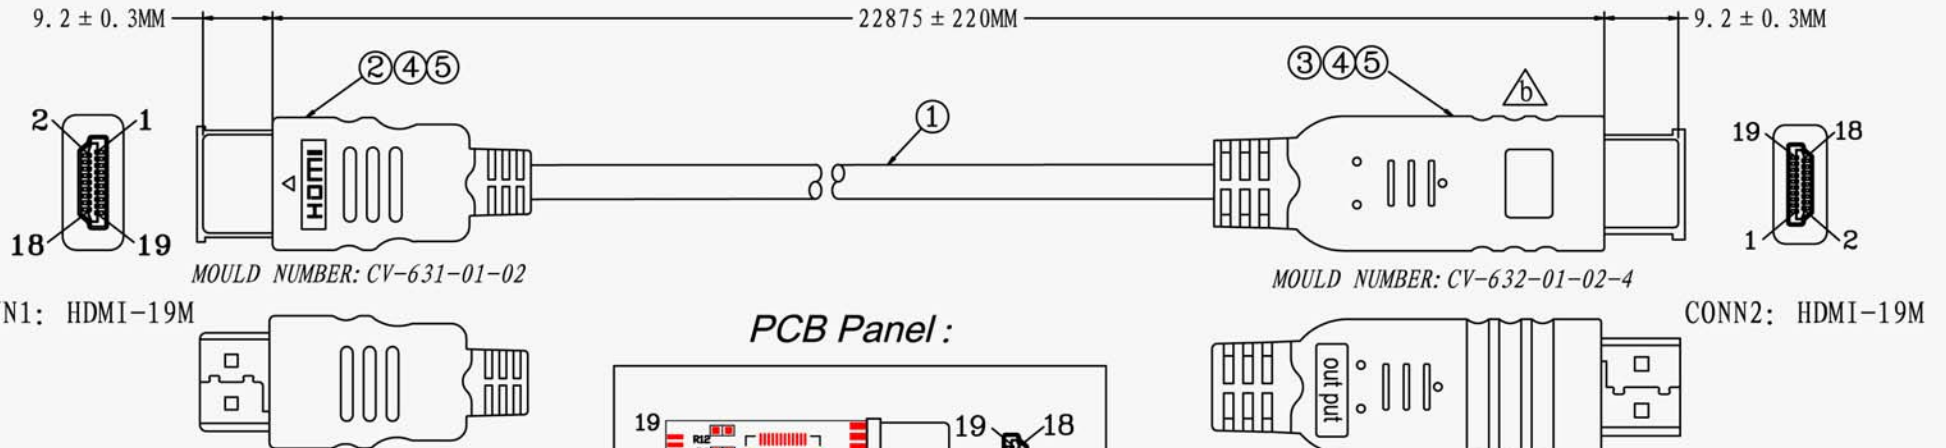 9.2±0.3MM
22875±220MM
9.2±0.3MM
②④⑤
③④⑤
b
①
2
1
18
19
HDMI
19
18
1
2
MOULD NUMBER: CV-631-01-02
MOULD NUMBER: CV-632-01-02-4
N1: HDMI-19M
CONN2: HDMI-19M
PCB Panel :
out put
19
R12
19
18